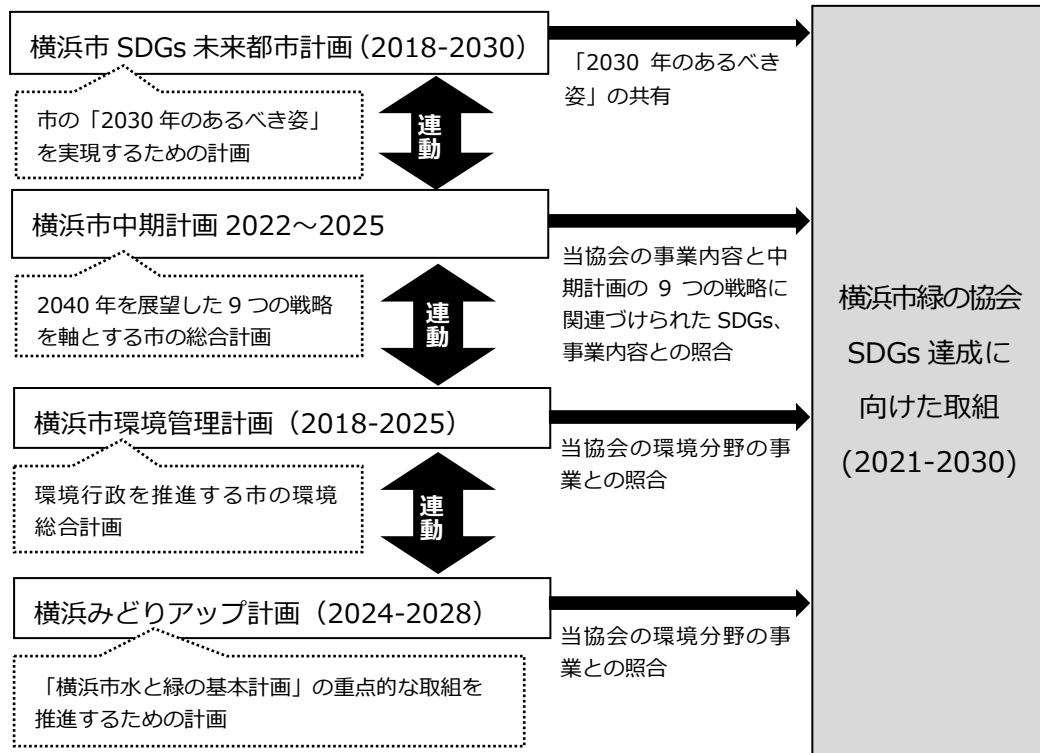 横浜市 SDGs 未来都市計画（2018-2030）
「2030 年のあるべき
姿」の共有
市の「2030 年のあるべき姿」
を実現するための計画
連動
横浜市中期計画 2022～2025
当協会の事業内容と中
期計画の 9 つの戦略に
関連づけられた SDGs、
事業内容との照合
2040 年を展望した 9 つの戦略
を軸とする市の総合計画
連動
横浜市環境管理計画（2018-2025）
当協会の環境分野の事
業との照合
環境行政を推進する市の環境
総合計画
連動
横浜みどりアップ計画（2024-2028）
当協会の環境分野の事
業との照合
「横浜市水と緑の基本計画」の重点的な取組を
推進するための計画
横浜市緑の協会
SDGs 達成に
向けた取組
(2021-2030)